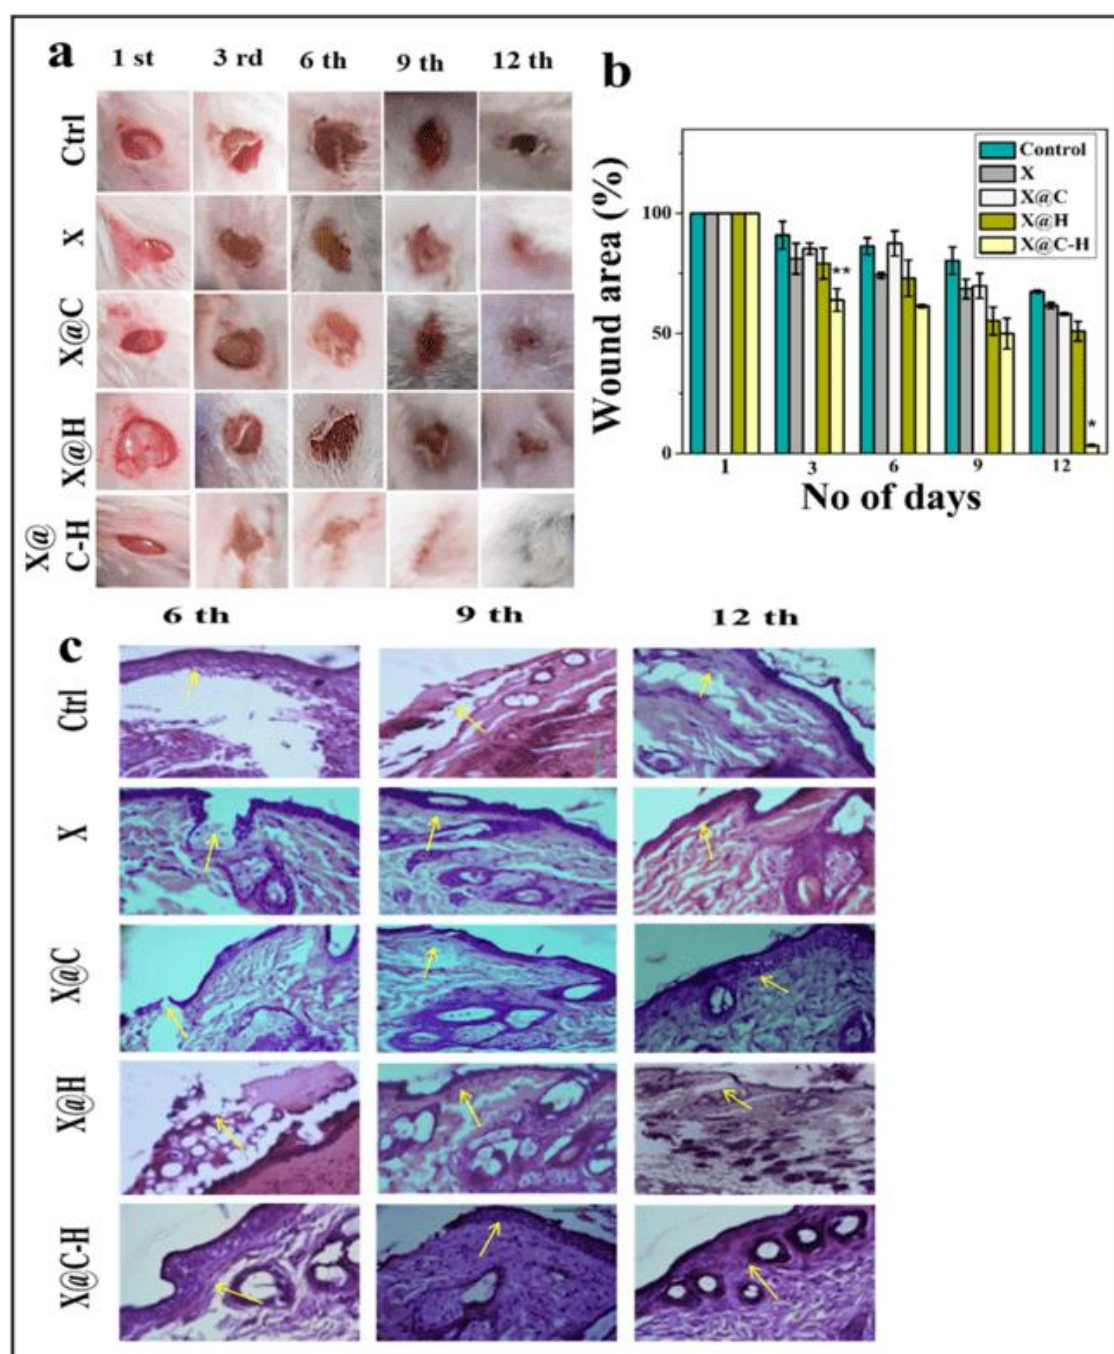 a
1 st 3 rd 6 th 9 th 12 th
Ctrl
X
X@C
X@H
X@
C-H
b
Control
X
X@C
X@H
X@C-H
Wound area (%)
100
50
0
**
*
1 3 6 9 12
No of days
c
6 th 9 th 12 th
Ctrl
X
X@C
X@H
X@C-H